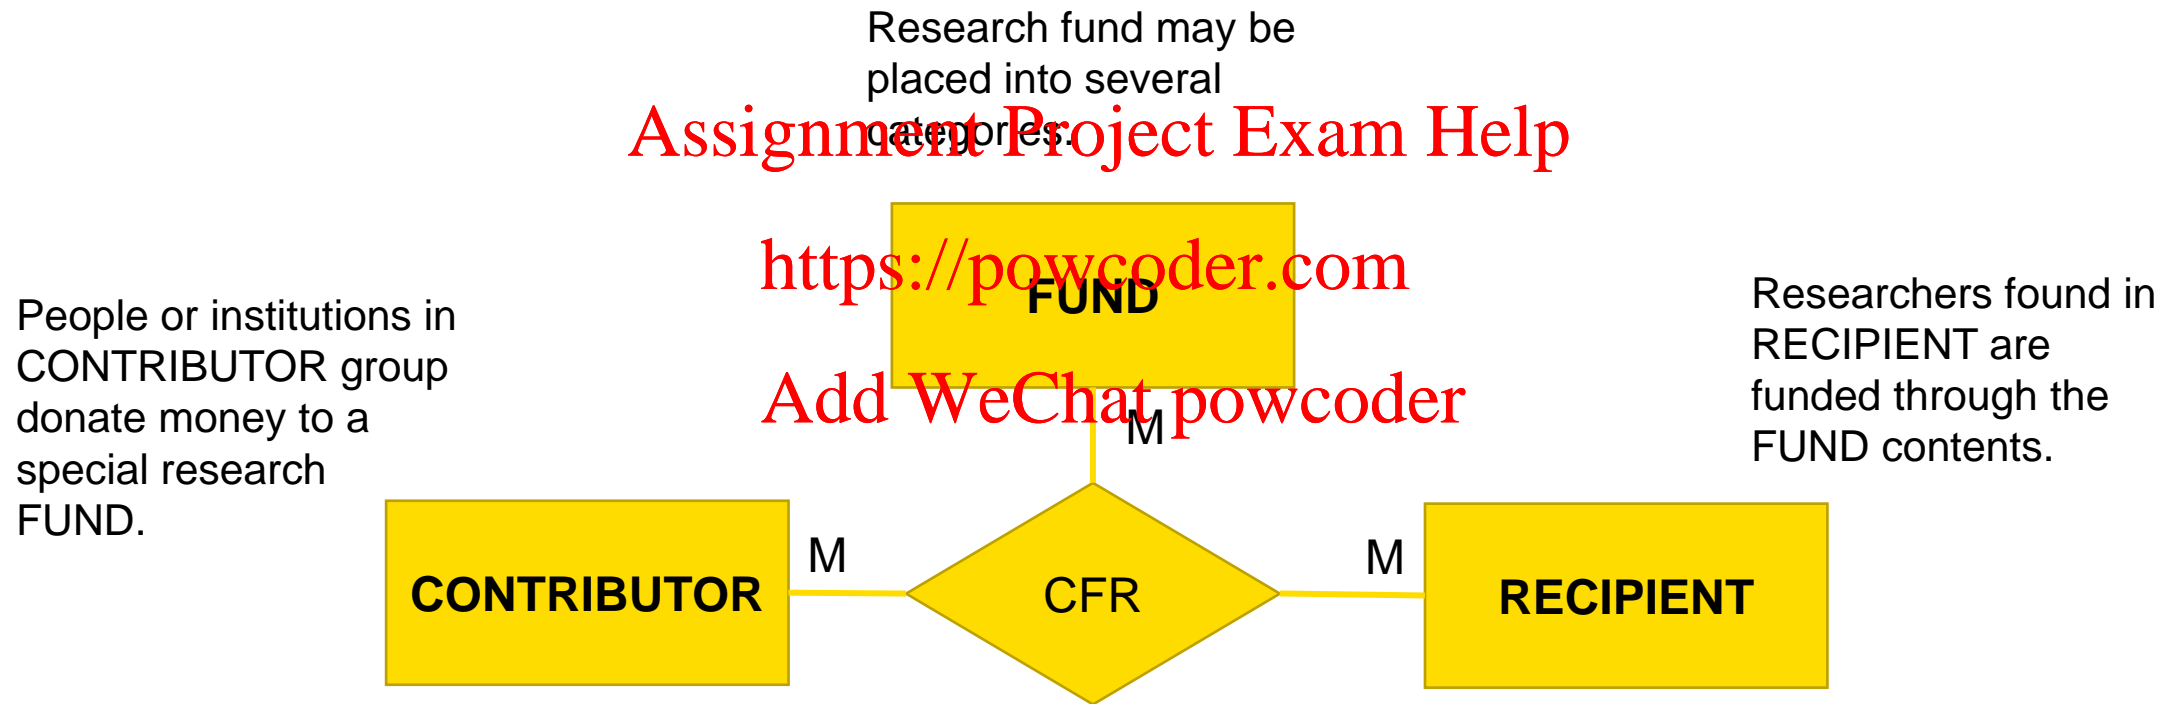 Research fund may be
placed into several
categories.
Assignment Project Exam Help
https://powcoder.com
FUND
Add WeChat powcoder
M
People or institutions in
CONTRIBUTOR group
donate money to a
special research
FUND.
Researchers found in
RECIPIENT are
funded through the
FUND contents.
CONTRIBUTOR
M
CFR
M
RECIPIENT